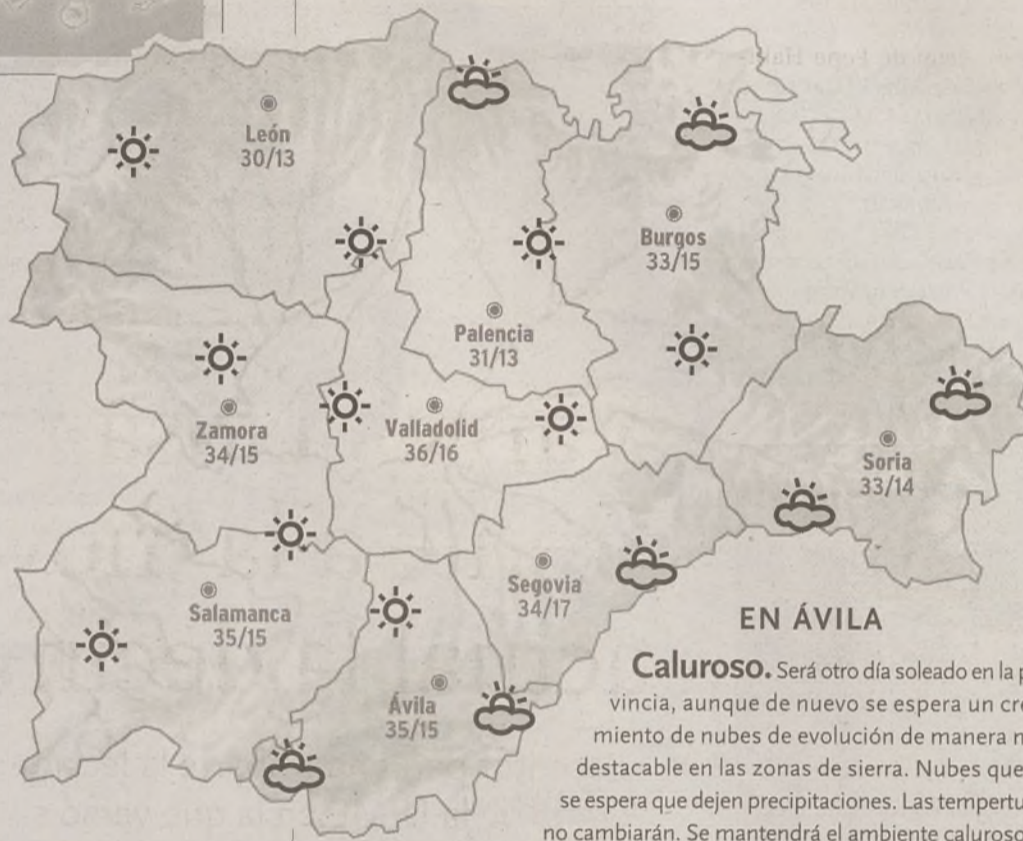 León
30/13
Burgos
33/15
Palencia
31/13
Zamora
34/15
Valladolid
36/16
Soria
33/14
Segovia
34/17
Salamanca
35/15
Ávila
35/15
EN ÁVILA
Caluroso. Será otro día soleado en la p
vincia, aunque de nuevo se espera un cre
miento de nubes de evolución de manera
destacable en las zonas de sierra. Nubes que
se espera que dejen precipitaciones. Las tempertu
no cambiarán. Se mantendrá el ambiente caluroso